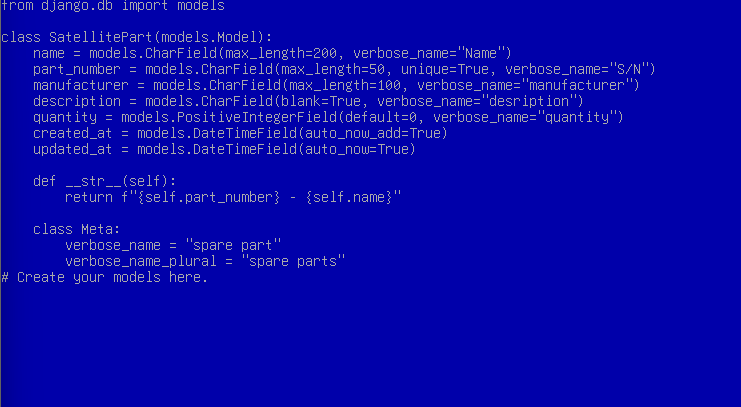 from django.db import models

class SatellitePart(models.Model):
    name = models.CharField(max_length=200, verbose_name="Name")
    part_number = models.CharField(max_length=50, unique=True, verbose_name="S/N")
    manufacturer = models.CharField(max_length=100, verbose_name="manufacturer")
    description = models.CharField(blank=True, verbose_name="desription")
    quantity = models.PositiveIntegerField(default=0, verbose_name="quantity")
    created_at = models.DateTimeField(auto_now_add=True)
    updated_at = models.DateTimeField(auto_now=True)

    def __str__(self):
        return f"{self.part_number} - {self.name}"

    class Meta:
        verbose_name = "spare part"
        verbose_name_plural = "spare parts"
# Create your models here.